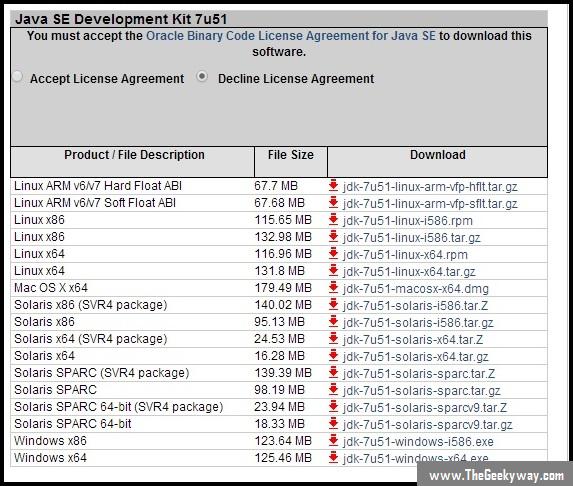 Java SE Development Kit 7u51
You must accept the Oracle Binary Code License Agreement for Java SE to download this
software.
Accept License Agreement Decline License Agreement
Product / File Description File Size Download
Linux ARM v6/v7 Hard Float ABI 67.7 MB jdk-7u51-linux-arm-vfp-hflt.tar.gz
Linux ARM v6/v7 Soft Float ABI 67.68 MB jdk-7u51-linux-arm-vfp-sflt.tar.gz
Linux x86 115.65 MB jdk-7u51-linux-i586.rpm
Linux x86 132.98 MB jdk-7u51-linux-i586.tar.gz
Linux x64 116.96 MB jdk-7u51-linux-x64.rpm
Linux x64 131.8 MB jdk-7u51-linux-x64.tar.gz
Mac OS X x64 179.49 MB jdk-7u51-macosx-x64.dmg
Solaris x86 (SVR4 package) 140.02 MB jdk-7u51-solaris-i586.tar.Z
Solaris x86 95.13 MB jdk-7u51-solaris-i586.tar.gz
Solaris x64 (SVR4 package) 24.53 MB jdk-7u51-solaris-x64.tar.Z
Solaris x64 16.28 MB jdk-7u51-solaris-x64.tar.gz
Solaris SPARC (SVR4 package) 139.39 MB jdk-7u51-solaris-sparc.tar.Z
Solaris SPARC 98.19 MB jdk-7u51-solaris-sparc.tar.gz
Solaris SPARC 64-bit (SVR4 package) 23.94 MB jdk-7u51-solaris-sparcv9.tar.Z
Solaris SPARC 64-bit 18.33 MB jdk-7u51-solaris-sparcv9.tar.gz
Windows x86 123.64 MB jdk-7u51-windows-i586.exe
Windows x64 125.46 MB jdk-7u51-windows-x64.exe
www.TheGeekyway.com